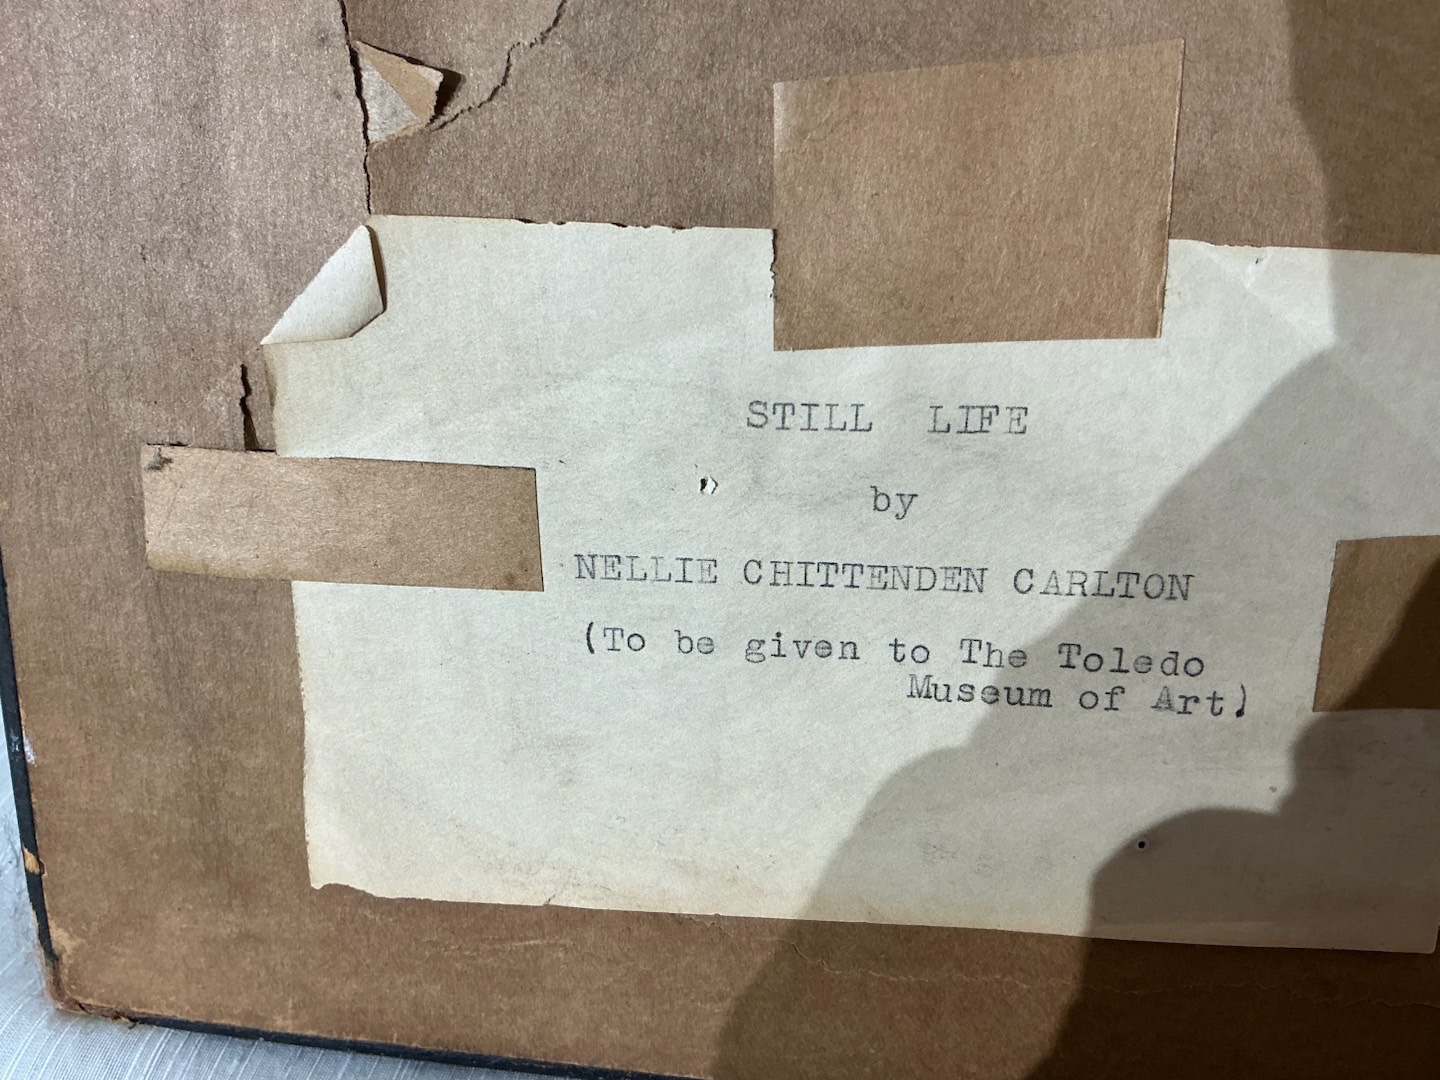 STILL LIFE
by
NELLIE CHITTENDEN CARLTON
(To be given to The Toledo
Museum of Art)